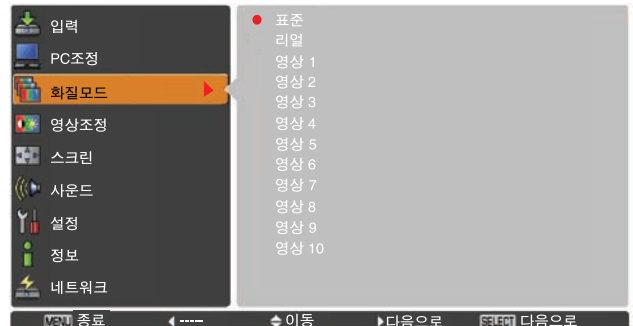 입력
PC조정
화질모드
영상조정
스크린
사운드
설정
정보
네트워크
표준
리얼
영상 1
영상 2
영상 3
영상 4
영상 5
영상 6
영상 7
영상 8
영상 9
영상 10
MENU 종료 ---- 이동 다음으로 SELECT 다음으로